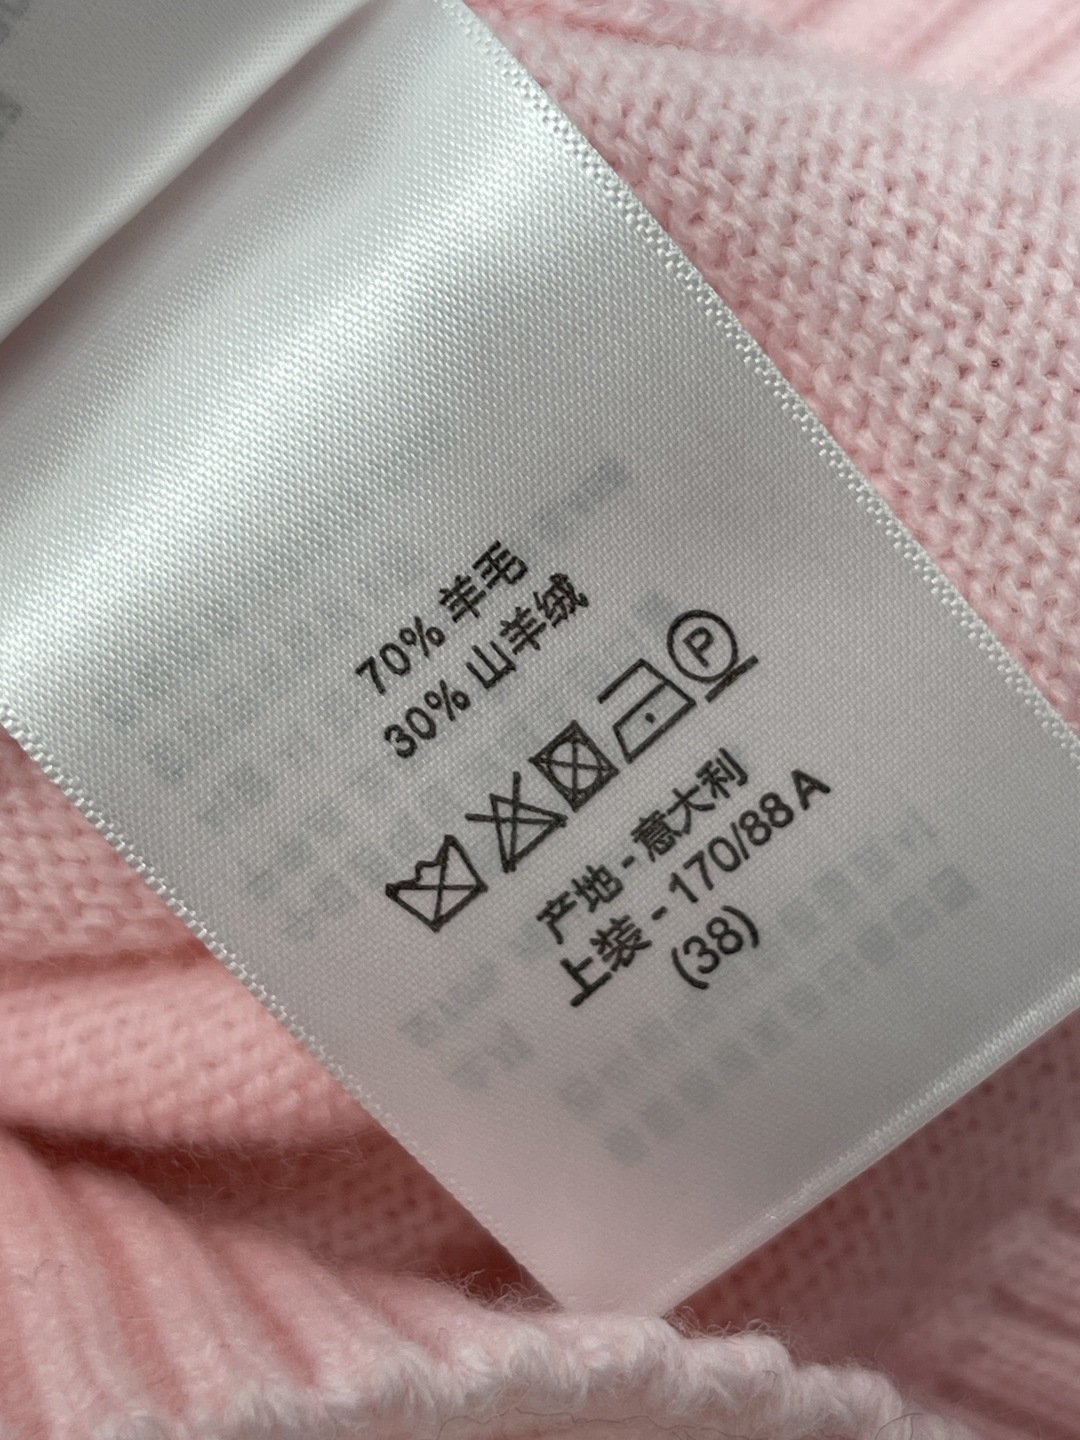 70% 羊毛
30% 山羊绒
P
产地 - 意大利
上装 - 170/88 A
(38)